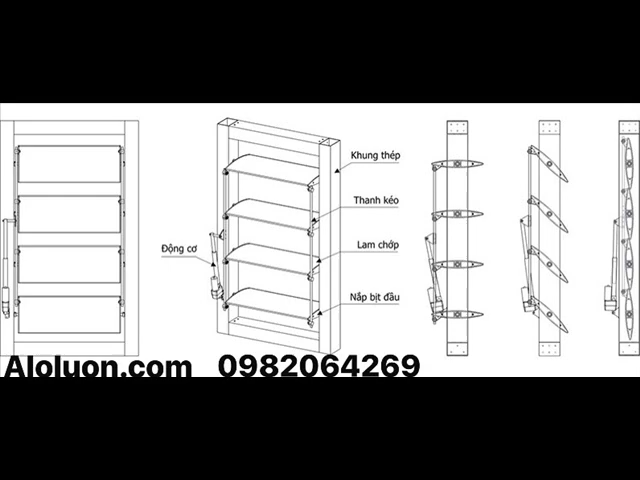 Khung thép
Thanh kéo
Động cơ
Lam chớp
Nắp bịt đầu
Aloluon.com 0982064269